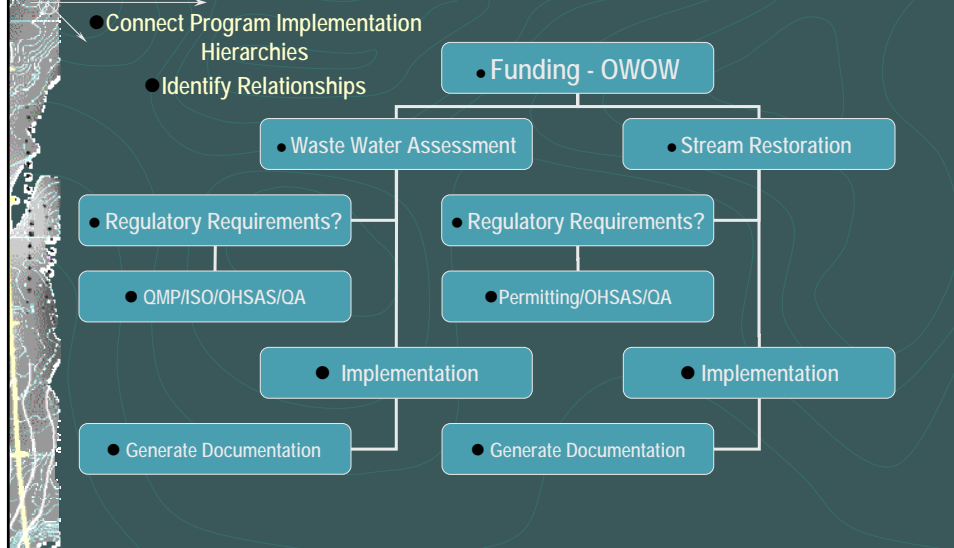 ● Connect Program Implementation
Hierarchies
● Identify Relationships
● Funding - OWOW
● Waste Water Assessment
● Stream Restoration
● Regulatory Requirements?
● Regulatory Requirements?
● QMP/ISO/OHSAS/QA
● Permitting/OHSAS/QA
● Implementation
● Implementation
● Generate Documentation
● Generate Documentation